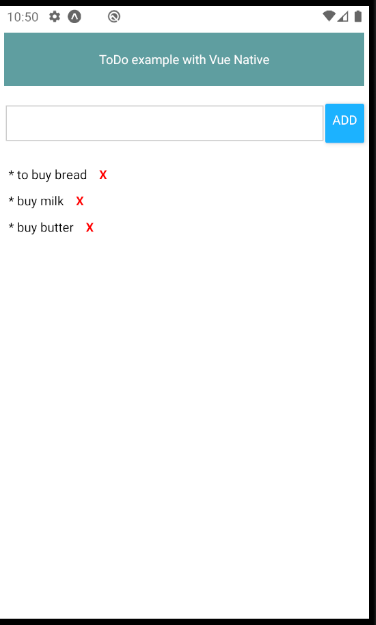 10:50
ToDo example with Vue Native
ADD
* to buy bread X
* buy milk X
* buy butter X